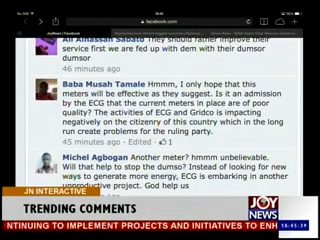 facebook.com
JoyNews | Facebook
Ali Alhassan Sabato They should rather improve their
service first we are fed up with dem with their dumsor
dumsor
46 minutes ago
Baba Musah Tamale Hmmm, I only hope that this
meters will be effective as they suggest. Is it an admission
by the ECG that the current meters in place are of poor
quality? The activities of ECG and Gridco is impacting
negatively on the citizenry of this country which in the long
run create problems for the ruling party.
45 minutes ago · Edited · 1
Michel Agbogan Another meter? hmmm unbelievable.
Will that help to stop the dumso? Instead of looking for new
ways to generate more energy, ECG is embarking in another
unproductive project. God help us
JN INTERACTIVE
TRENDING COMMENTS
JOY
NEWS
18:45:39
NTINUING TO IMPLEMENT PROJECTS AND INITIATIVES TO ENH